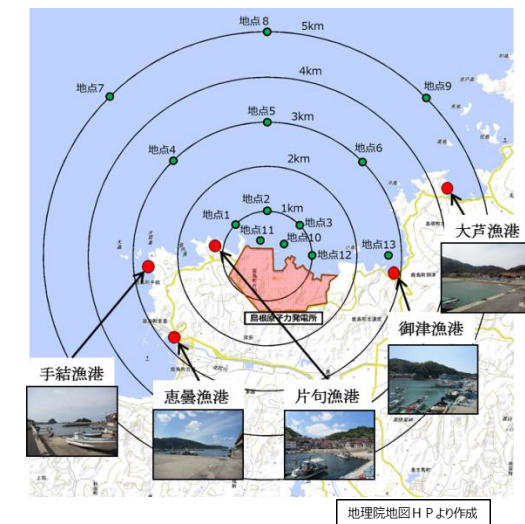 地点8
5km
地点7
4km
地点9
地点5
3km
地点4
地点6
2km
地点2
地点1
1km
地点3
地点11
地点10
地点13
地点12
大芦漁港
島根原子力発電所
御津漁港
手結漁港
恵曇漁港
片句漁港
地理院地図HPより作成